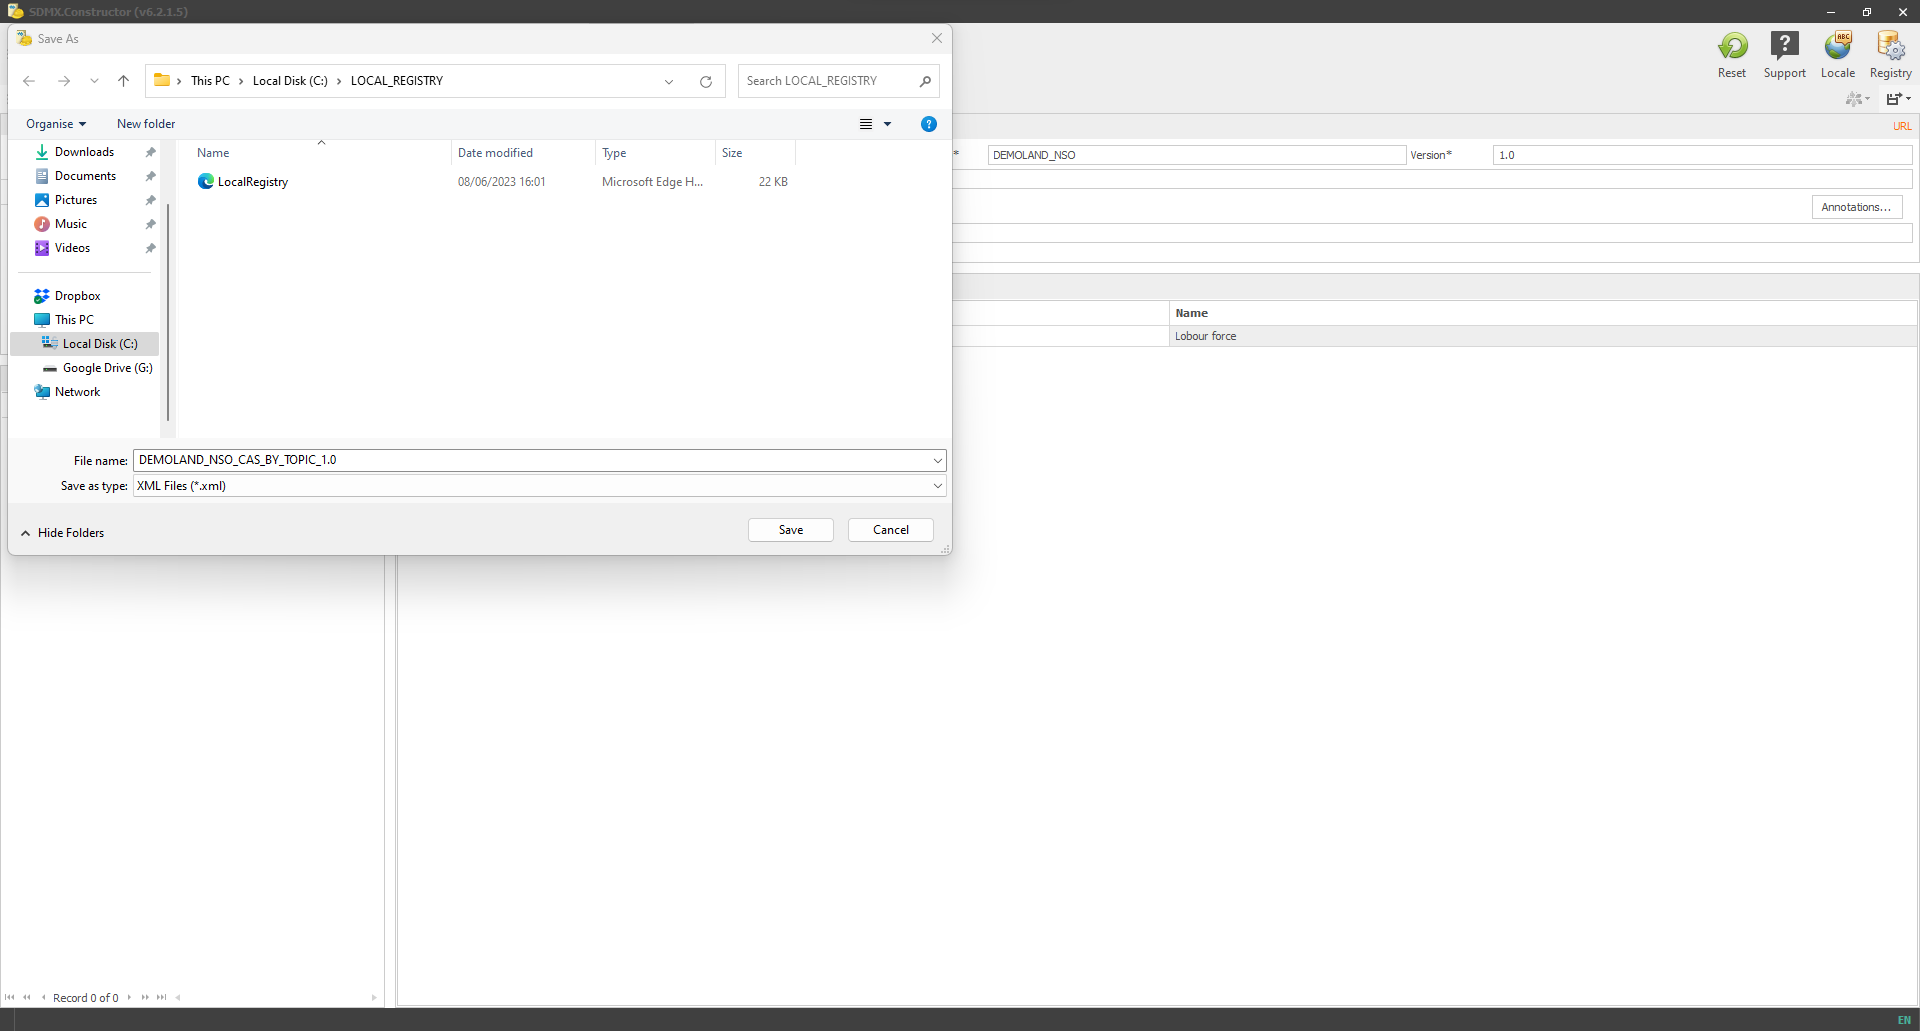 SDMX.Constructor (v6.2.1.5)
Save As
This PC > Local Disk (C:) > LOCAL_REGISTRY
Search LOCAL_REGISTRY
Reset
Support
ABC
Locale
Registry
Organise
New folder
URL
Downloads
Documents
Pictures
Music
Videos
Dropbox
This PC
Local Disk (C:)
Google Drive (G:)
Network
Name Date modified Type Size
LocalRegistry 08/06/2023 16:01 Microsoft Edge H... 22 KB
* DEMOLAND_NSO Version* 1.0
Annotations...
Name
Lobour force
File name: DEMOLAND_NSO_CAS_BY_TOPIC_1.0
Save as type: XML Files (*.xml)
Hide Folders
Save
Cancel
Record 0 of 0
EN